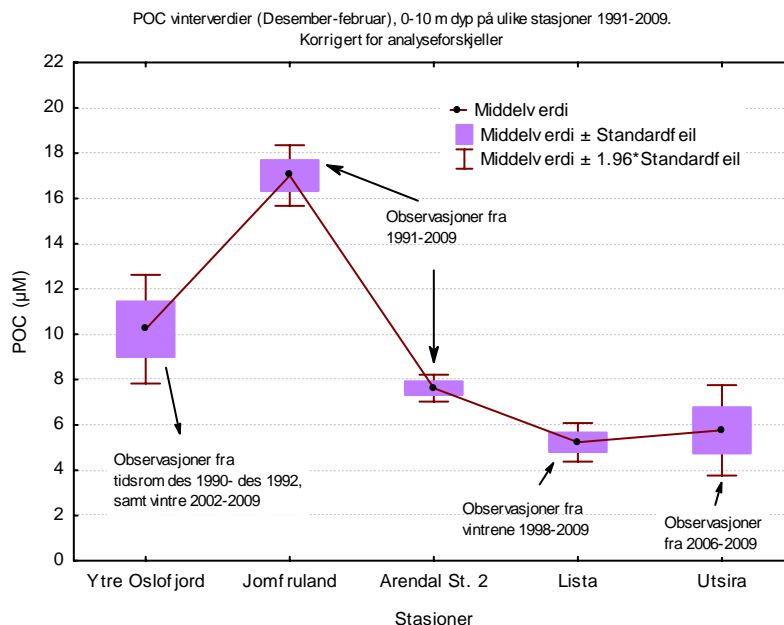 POC vinterverdier (Desember-februar), 0-10 m dyp på ulike stasjoner 1991-2009.
Korrigert for analyseforskjeller
22
20
18
16
14
12
10
8
6
4
2
0
POC (µM)
Middelverdi
Middelverdi ± Standardfeil
Middelverdi ± 1.96*Standardfeil
Observasjoner fra
1991-2009
Observasjoner fra
tidsrom des 1990- des 1992,
samt vintre 2002-2009
Observasjoner fra
vintrene 1998-2009
Observasjoner
fra 2006-2009
Ytre Oslofjord Jomfruland Arendal St. 2 Lista Utsira
Stasjoner